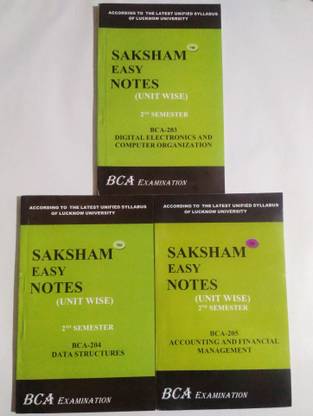 ACCORDING TO THE LATEST UNIFIED SYLLABUS
OF LUCKNOW UNIVERSITY
SAKSHAM
EASY
NOTES
(UNIT WISE)
2ND SEMESTER
BCA-203
DIGITAL ELECTRONICS AND
COMPUTER ORGANIZATION
BCA EXAMINATION
ACCORDING TO THE LATEST UNIFIED SYLLABUS
OF LUCKNOW UNIVERSITY
SAKSHAM
EASY
NOTES
(UNIT WISE)
2ND SEMESTER
BCA-204
DATA STRUCTURES
BCA EXAMINATION
ACCORDING TO THE LATEST UNIFIED SYLLABUS
OF LUCKNOW UNIVERSITY
SAKSHAM
EASY
NOTES
(UNIT WISE)
2ND SEMESTER
BCA-205
ACCOUNTING AND FINANCIAL
MANAGEMENT
BCA EXAMINATION